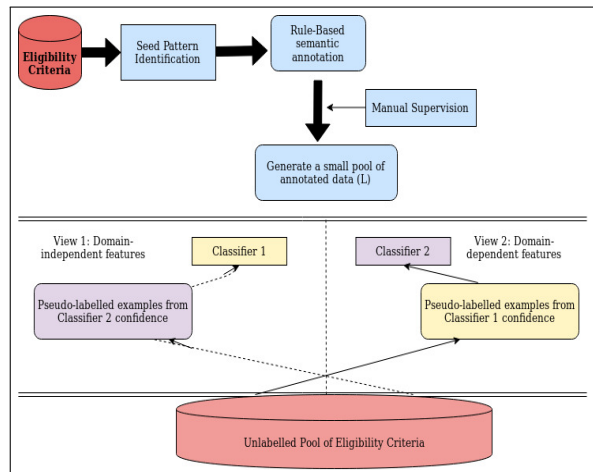 Eligibility
Criteria
Seed Pattern
Identification
Rule-Based
semantic
annotation
Manual Supervision
Generate a small pool of
annotated data (L)
View 1: Domain-
independent features
Classifier 1
Classifier 2
View 2: Domain-
dependent features
Pseudo-labelled examples from
Classifier 2 confidence
Pseudo-labelled examples from
Classifier 1 confidence
Unlabelled Pool of Eligibility Criteria